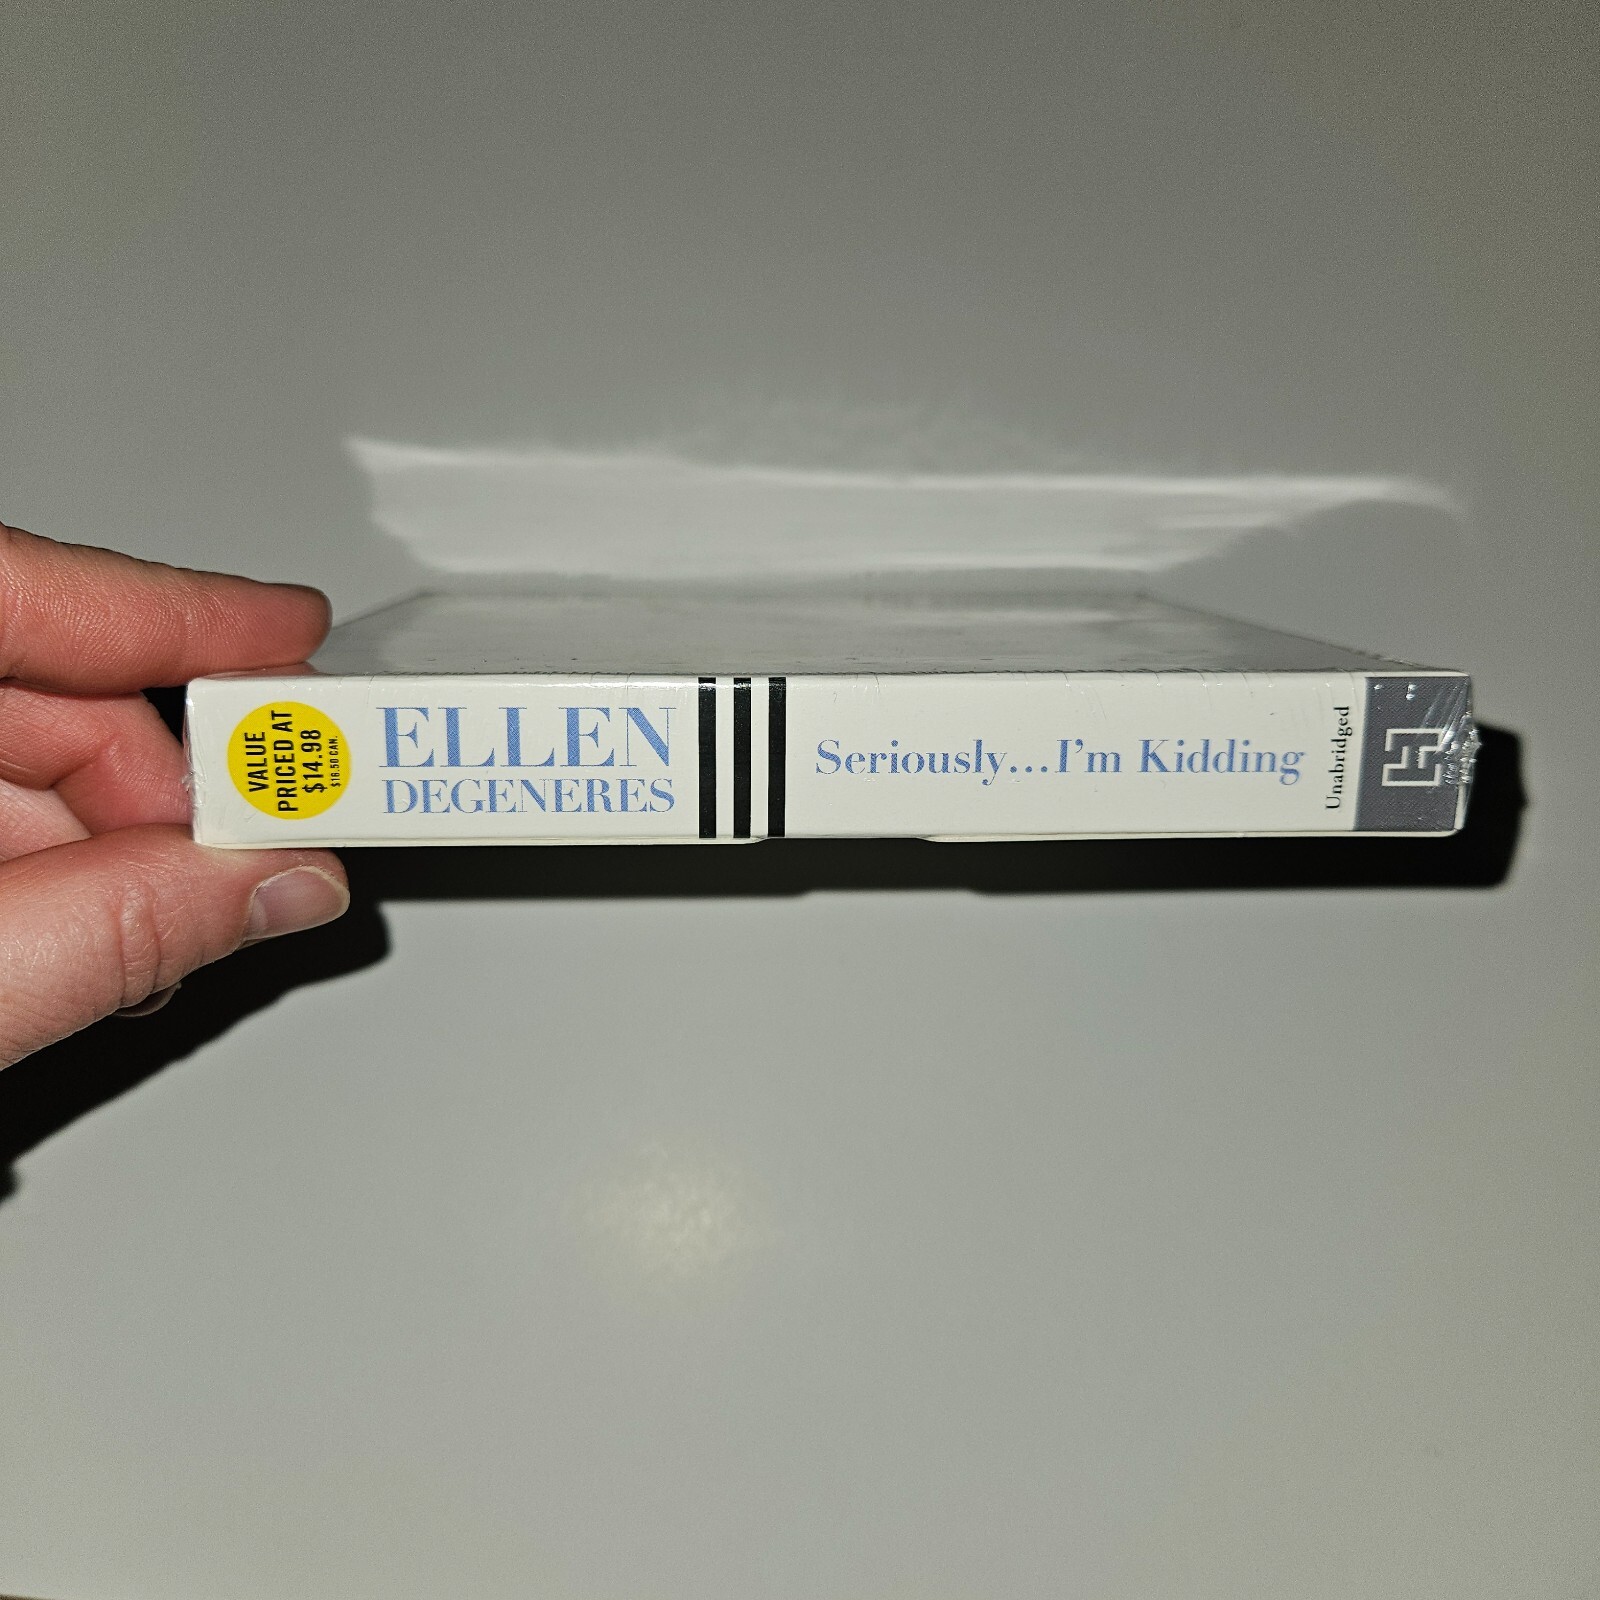 VALUE
PRICED AT
$14.98
$16.50 CAN.
ELLEN
DEGENERES
Seriously...I'm Kidding
Unabridged